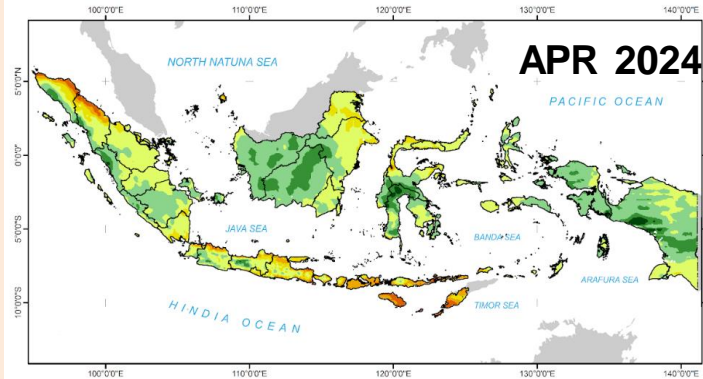 100°0'0"E 110°0'0"E 120°0'0"E 130°0'0"E 140°0'0"E
APR 2024
NORTH NATUNA SEA
5°0'0"N
PACIFIC OCEAN
0°0'0"
JAVA SEA
BANDA SEA
5°0'0"S
ARAFURA SEA
HINDIA OCEAN
TIMOR SEA
10°0'0"S
100°0'0"E 110°0'0"E 120°0'0"E 130°0'0"E 140°0'0"E